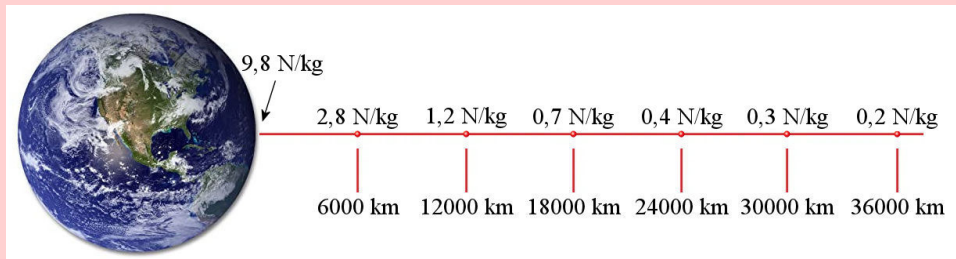 9,8 N/kg
2,8 N/kg 1,2 N/kg 0,7 N/kg 0,4 N/kg 0,3 N/kg 0,2 N/kg
6000 km 12000 km 18000 km 24000 km 30000 km 36000 km